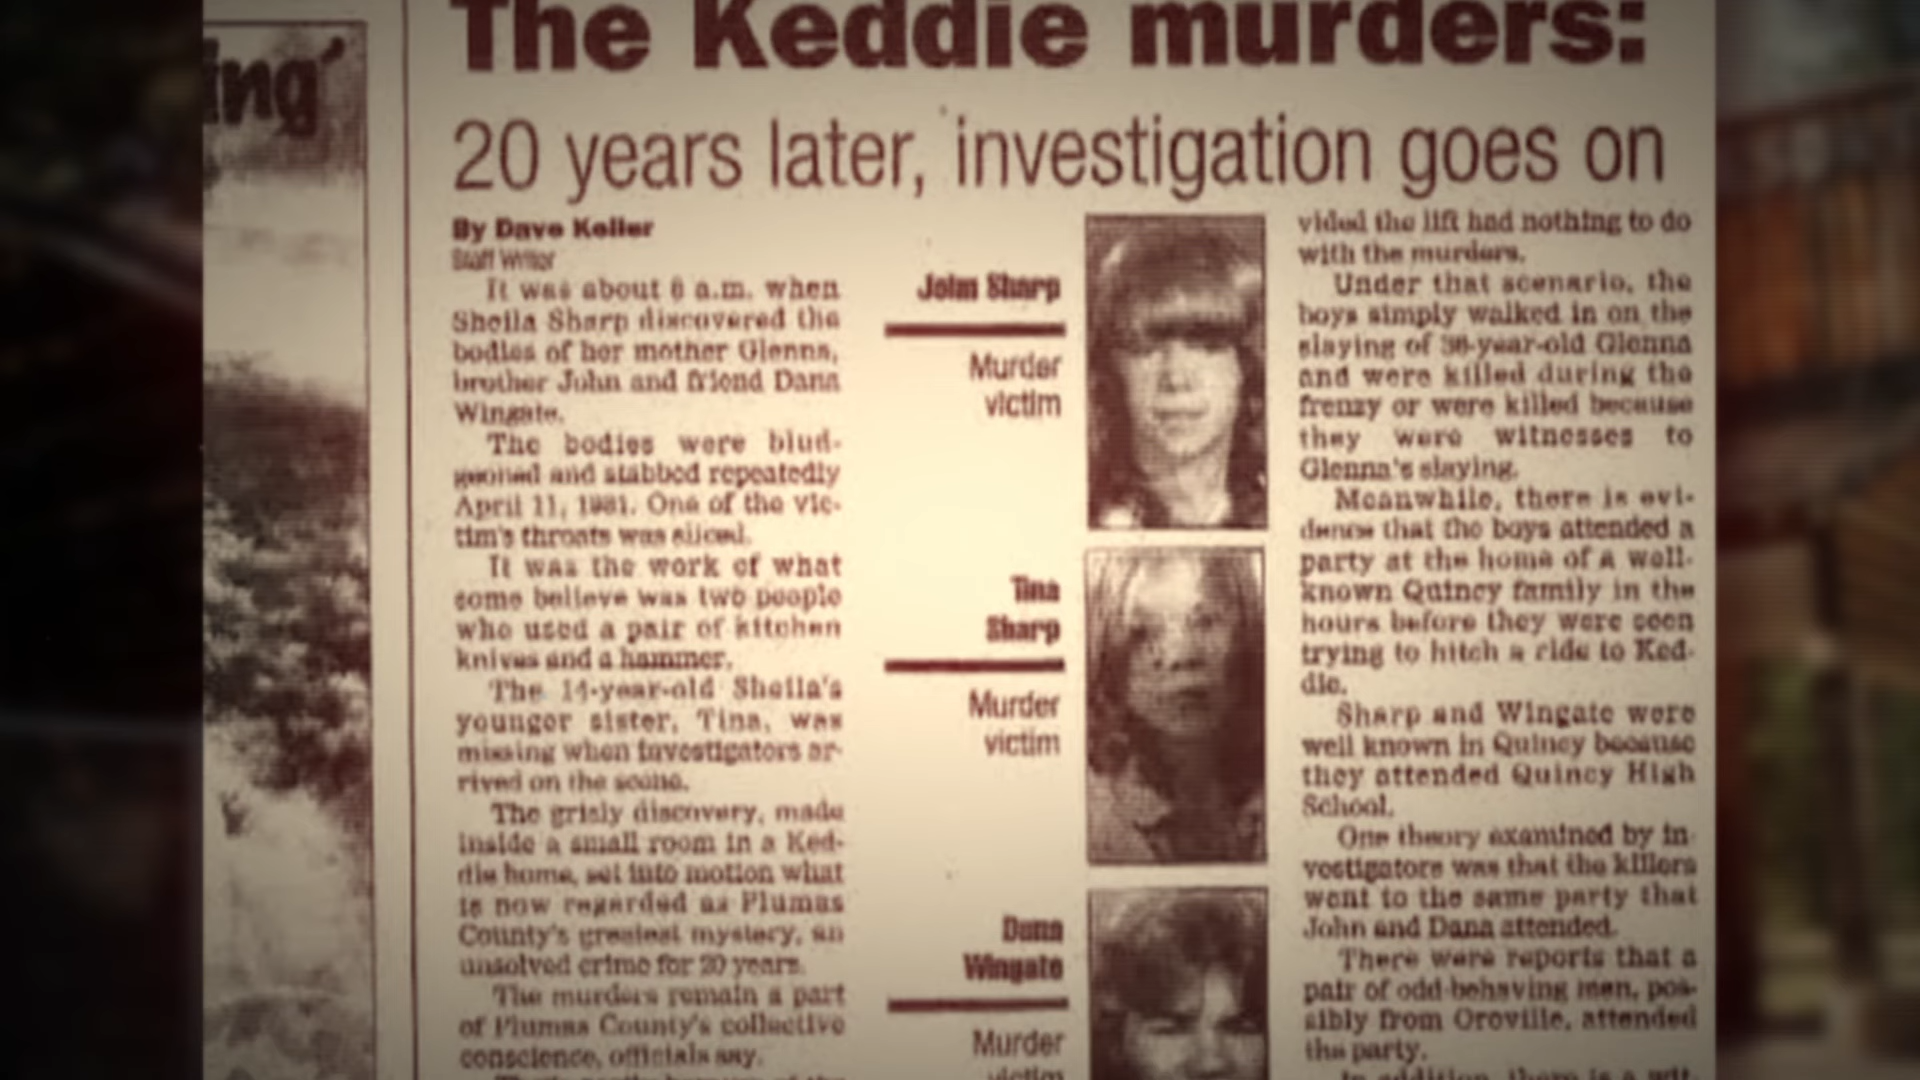 ing'
The Keddie murders:
20 years later, investigation goes on
By Dave Keller
Staff Writer
It was about 8 a.m. when
Sheila Sharp discovered the
bodies of her mother Glenna,
brother John and friend Dana
Wingate.
The bodies were blud-
geoned and stabbed repeatedly
April 11, 1981. One of the vic-
tim's throats was sliced.
It was the work of what
some believe was two people
who used a pair of kitchen
knives and a hammer.
The 14-year-old Sheila's
younger sister, Tina, was
missing when investigators ar-
rived on the scene.
The grisly discovery, made
inside a small room in a Ked-
die home, set into motion what
is now regarded as Plumas
County's greatest mystery, an
unsolved crime for 20 years.
The murders remain a part
of Plumas County's collective
conscience, officials say.
John Sharp
Murder
victim
Tina
Sharp
Murder
victim
Dana
Wingate
Murder
victim
vided the lift had nothing to do
with the murders.
Under that scenario, the
boys simply walked in on the
slaying of 36-year-old Glenna
and were killed during the
frenzy or were killed because
they were witnesses to
Glenna's slaying.
Meanwhile, there is evi-
dence that the boys attended a
party at the home of a well-
known Quincy family in the
hours before they were seen
trying to hitch a ride to Ked-
die.
Sharp and Wingate were
well known in Quincy because
they attended Quincy High
School.
One theory examined by in-
vestigators was that the killers
went to the same party that
John and Dana attended.
There were reports that a
pair of odd-behaving men, pos-
sibly from Oroville, attended
the party.
In addition, there is a wit-